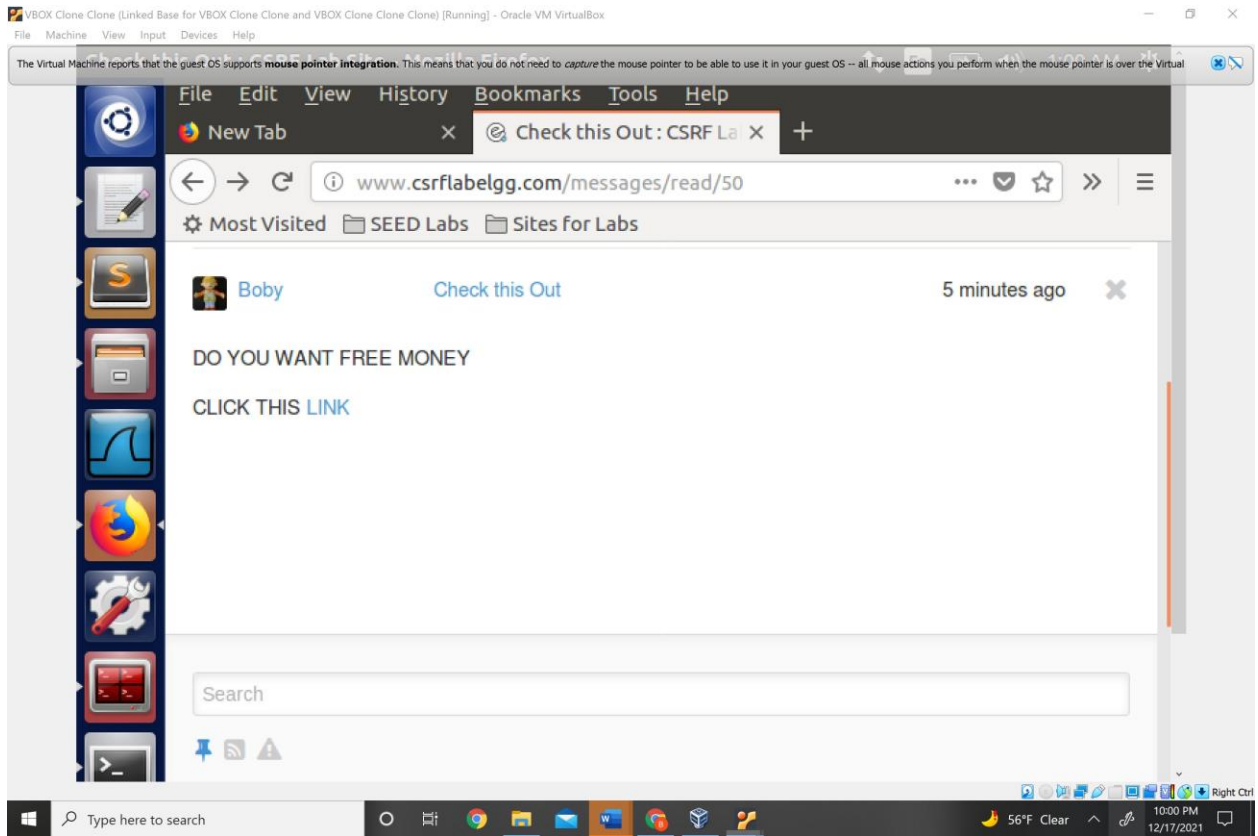 VBOX Clone Clone (Linked Base for VBOX Clone Clone and VBOX Clone Clone Clone) [Running] - Oracle VM VirtualBox
File Machine View Input Devices Help
The Virtual Machine reports that the guest OS supports mouse pointer integration. This means that you do not need to capture the mouse pointer to be able to use it in your guest OS -- all mouse actions you perform when the mouse pointer is over the Virtual
File Edit View History Bookmarks Tools Help
New Tab Check this Out : CSRF La
www.csrflabelgg.com/messages/read/50
Most Visited SEED Labs Sites for Labs
Boby Check this Out 5 minutes ago
DO YOU WANT FREE MONEY
CLICK THIS LINK
Search
Right Ctrl
Type here to search 56°F Clear 10:00 PM
12/17/2021